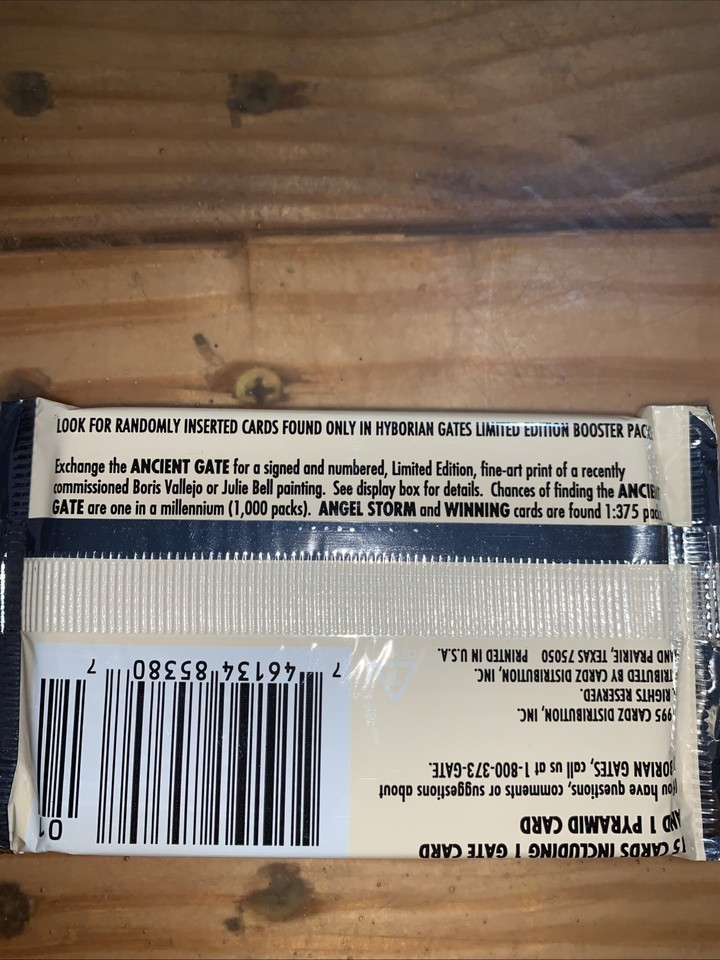 LOOK FOR RANDOMLY INSERTED CARDS FOUND ONLY IN HYBORIAN GATES LIMITED EDITION BOOSTER PAC
Exchange the ANCIENT GATE for a signed and numbered, Limited Edition, fine-art print of a recently
commissioned Boris Vallejo or Julie Bell painting. See display box for details. Chances of finding the ANCIE
GATE are one in a millennium (1,000 packs). ANGEL STORM and WINNING cards are found 1:375 pa
15 CARDS INCLUDING 1 GATE CARD
AND 1 PYRAMID CARD
you have questions, comments or suggestions about
BORIAN GATES, call us at 1-800-373-GATE.
995 CARDZ DISTRIBUTION, INC.
RIGHTS RESERVED.
TRIBUTED BY CARDZ DISTRIBUTION, INC.
AND PRAIRIE, TEXAS 75050 PRINTED IN U.S.A.
7 46134 85380 7
01